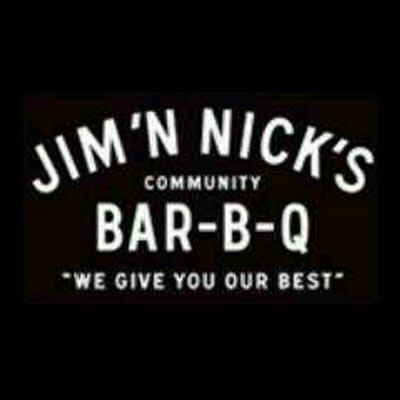 JIM'N NICK'S
COMMUNITY
BAR-B-Q
"WE GIVE YOU OUR BEST"